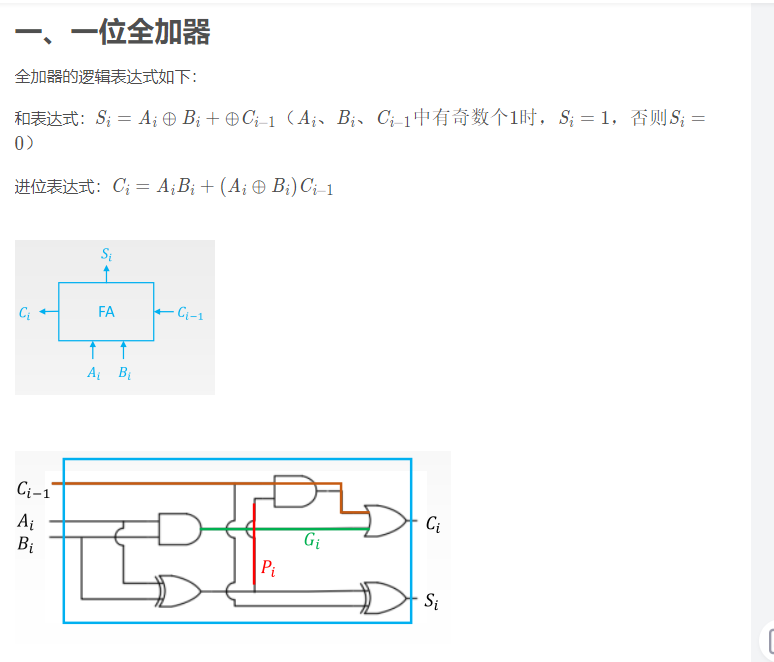 一、一位全加器
全加器的逻辑表达式如下：
和表达式：Sᵢ = Aᵢ ⊕ Bᵢ + ⊕Cᵢ₋₁（Aᵢ、Bᵢ、Cᵢ₋₁中有奇数个1时，Sᵢ = 1，否则Sᵢ =
0）
进位表达式：Cᵢ = AᵢBᵢ + (Aᵢ ⊕ Bᵢ)Cᵢ₋₁
Sᵢ
Cᵢ FA Cᵢ₋₁
Aᵢ Bᵢ
Cᵢ₋₁
Aᵢ
Cᵢ
Bᵢ
Gᵢ
Pᵢ
Sᵢ